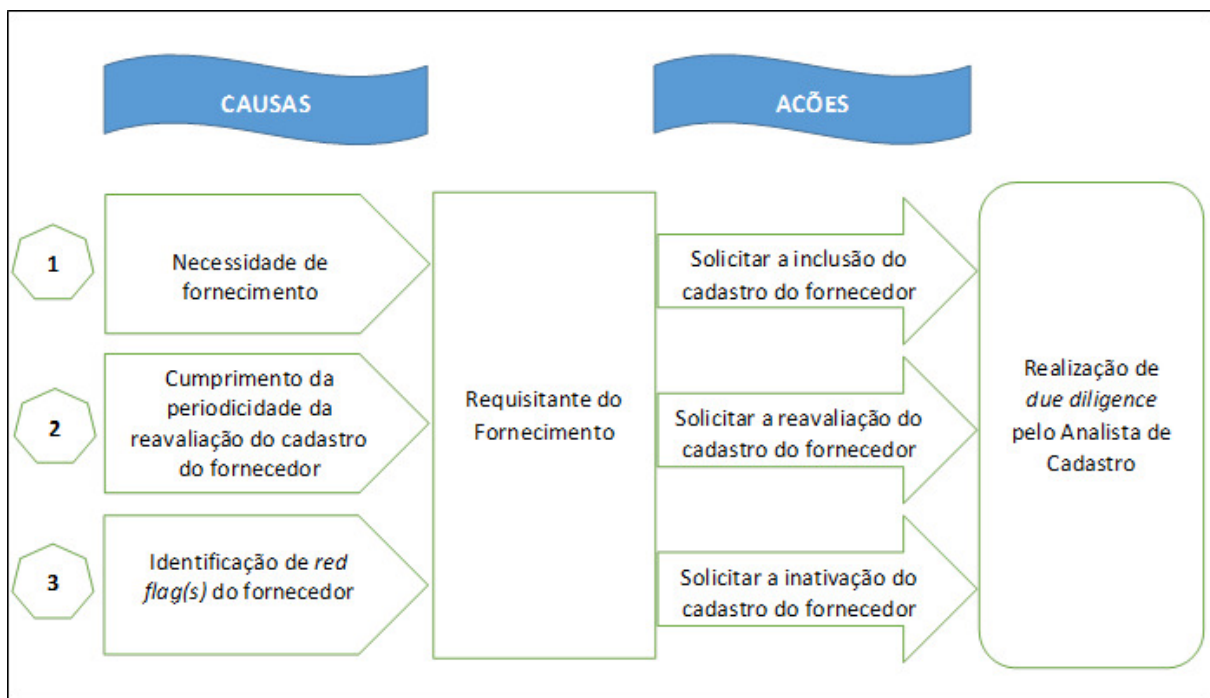 CAUSAS
ACÕES
1
Necessidade de
fornecimento
2
Cumprimento da
periodicidade da
reavaliação do cadastro
do fornecedor
3
Identificação de red
flag(s) do fornecedor
Requisitante do
Fornecimento
Solicitar a inclusão do
cadastro do fornecedor
Solicitar a reavaliação do
cadastro do fornecedor
Solicitar a inativação do
cadastro do fornecedor
Realização de
due diligence
pelo Analista de
Cadastro